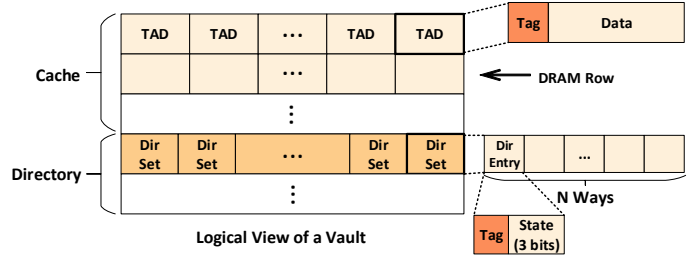 TAD TAD ... TAD TAD
Tag Data
Cache
...
DRAM Row
⋮
Directory
Dir Set Dir Set ... Dir Set Dir Set
Dir Entry ...
⋮
N Ways
Tag State (3 bits)
Logical View of a Vault